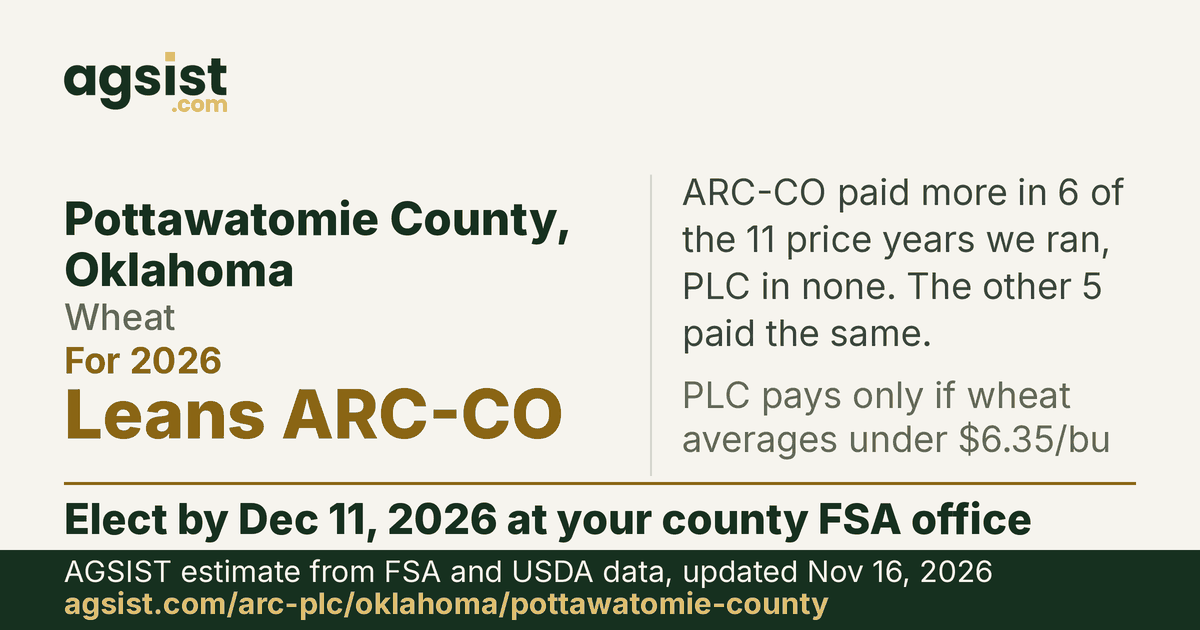 agsist
.com
Pottawatomie County,
Oklahoma
Wheat
For 2026
Leans ARC-CO
ARC-CO paid more in 6 of
the 11 price years we ran,
PLC in none. The other 5
paid the same.
PLC pays only if wheat
averages under $6.35/bu
Elect by Dec 11, 2026 at your county FSA office
AGSIST estimate from FSA and USDA data, updated Nov 16, 2026
agsist.com/arc-plc/oklahoma/pottawatomie-county